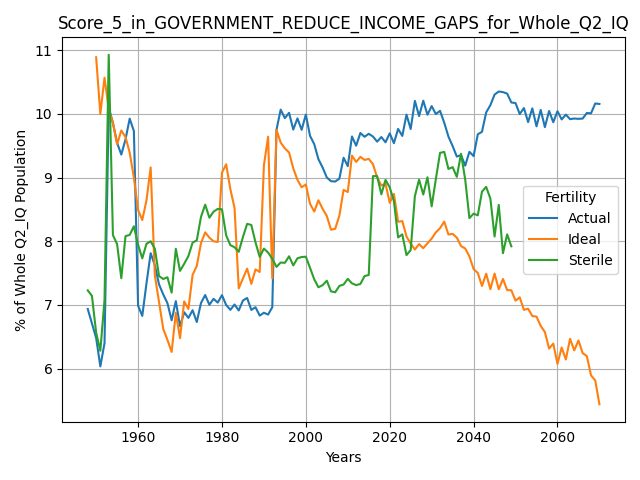 Score_5_in_GOVERNMENT_REDUCE_INCOME_GAPS_for_Whole_Q2_IQ
% of Whole Q2_IQ Population
11
10
9
8
7
6
Fertility
Actual
Ideal
Sterile
1960
1980
2000
2020
2040
2060
Years